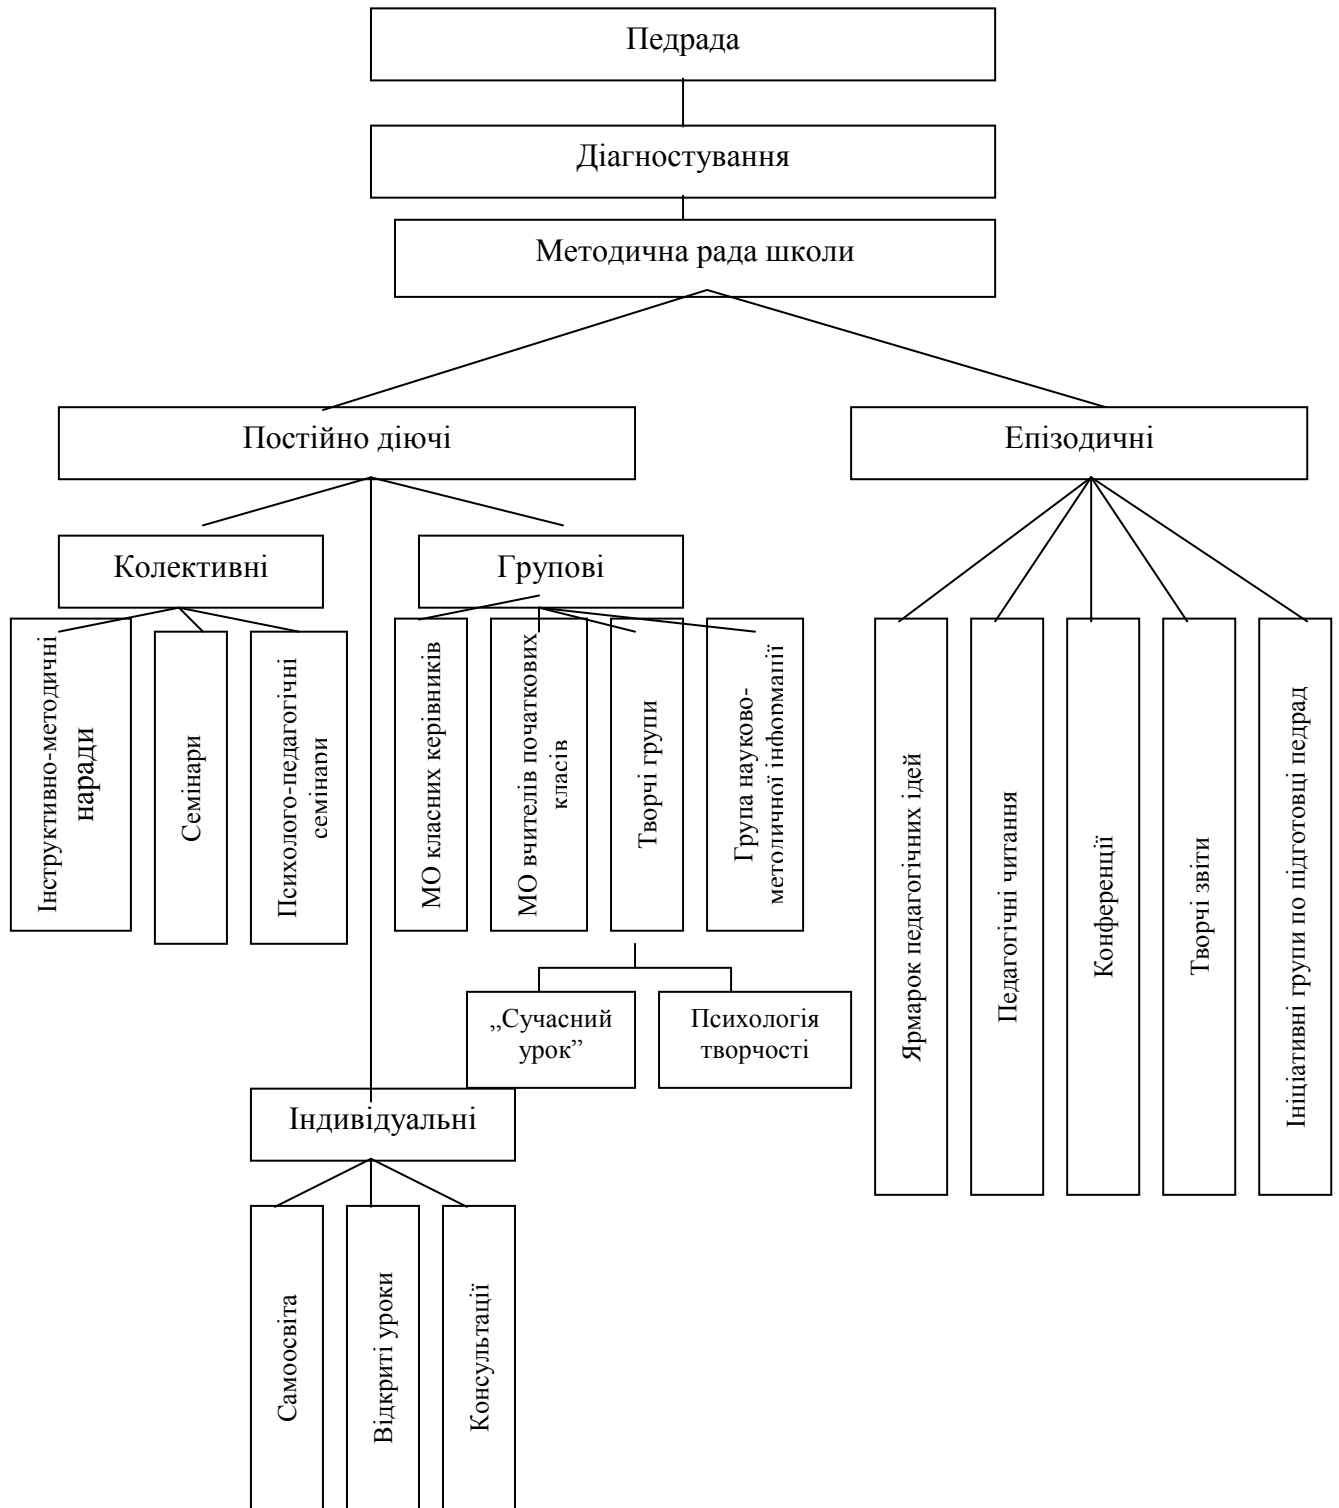 Педрада
Діагностування
Методична рада школи
Постійно діючі
Епізодичні
Колективні
Групові
Інструктивно-методичні
наради
Семінари
Психолого-педагогічні
семінари
МО класних керівників
МО вчителів початкових
класів
Творчі групи
Група науково-
методичної інформації
Ярмарок педагогічних ідей
Педагогічні читання
Конференції
Творчі звіти
Ініціативні групи по підготовці педрад
„Сучасний
урок”
Психологія
творчості
Індивідуальні
Самоосвіта
Відкриті уроки
Консультації